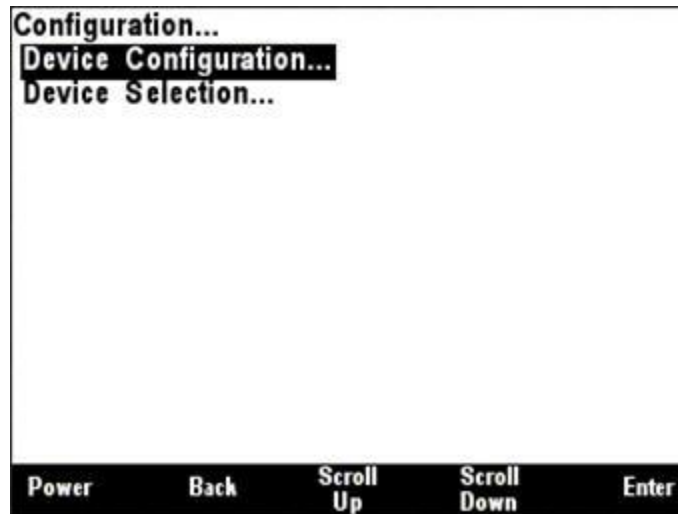 Configuration...
Device Configuration...
Device Selection...
Power Back Scroll Up Scroll Down Enter